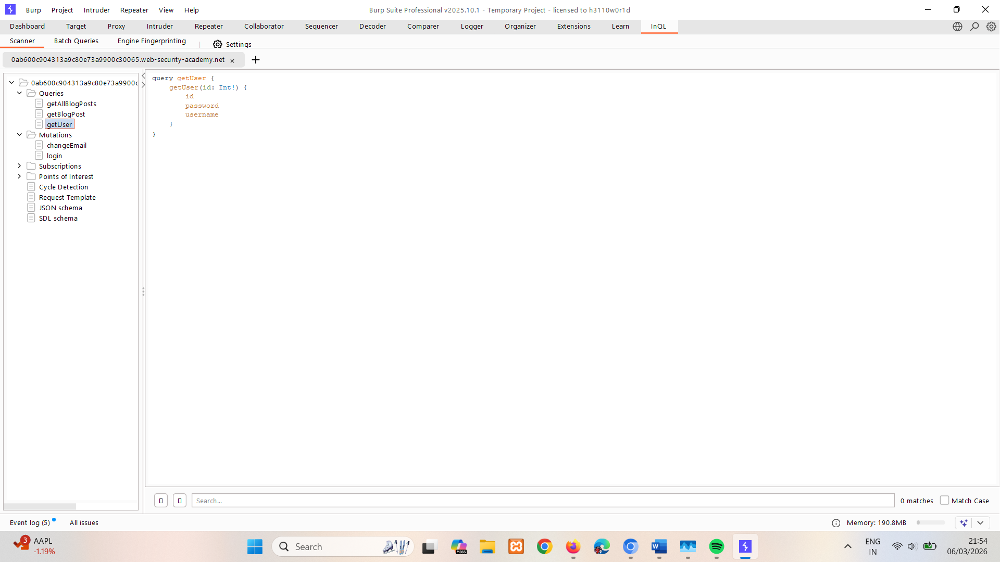 Burp Project Intruder Repeater View Help
Burp Suite Professional v2025.10.1 - Temporary Project - licensed to h3110w0r1d
Dashboard Target Proxy Intruder Repeater Collaborator Sequencer Decoder Comparer Logger Organizer Extensions Learn InQL
Scanner Batch Queries Engine Fingerprinting Settings
0ab600c904313a9c80e73a9900c30065.web-security-academy.net × +
0ab600c904313a9c80e73a9900c
Queries
getAllBlogPosts
getBlogPost
getUser
Mutations
changeEmail
login
Subscriptions
Points of Interest
Cycle Detection
Request Template
JSON schema
SDL schema
query getUser {
getUser(id: Int!) {
id
password
username
}
}
Search...
0 matches
Match Case
Event log (5) All issues
Memory: 190.8MB
3
AAPL
-1.19%
Search
M365
ENG
IN
21:54
06/03/2026